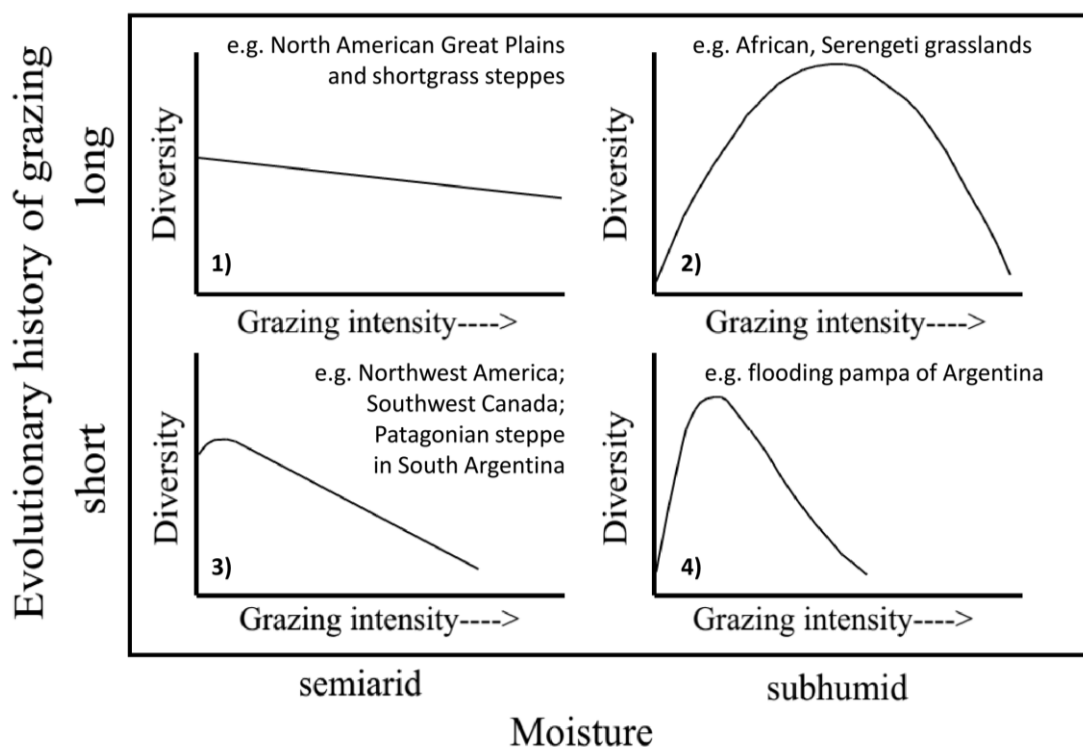 Evolutionary history of grazing
long
short
e.g. North American Great Plains
and shortgrass steppes
Diversity
1)
Grazing intensity---->
e.g. African, Serengeti grasslands
Diversity
2)
Grazing intensity---->
e.g. Northwest America;
Southwest Canada;
Patagonian steppe
in South Argentina
Diversity
3)
Grazing intensity---->
e.g. flooding pampa of Argentina
Diversity
4)
Grazing intensity---->
semiarid
subhumid
Moisture